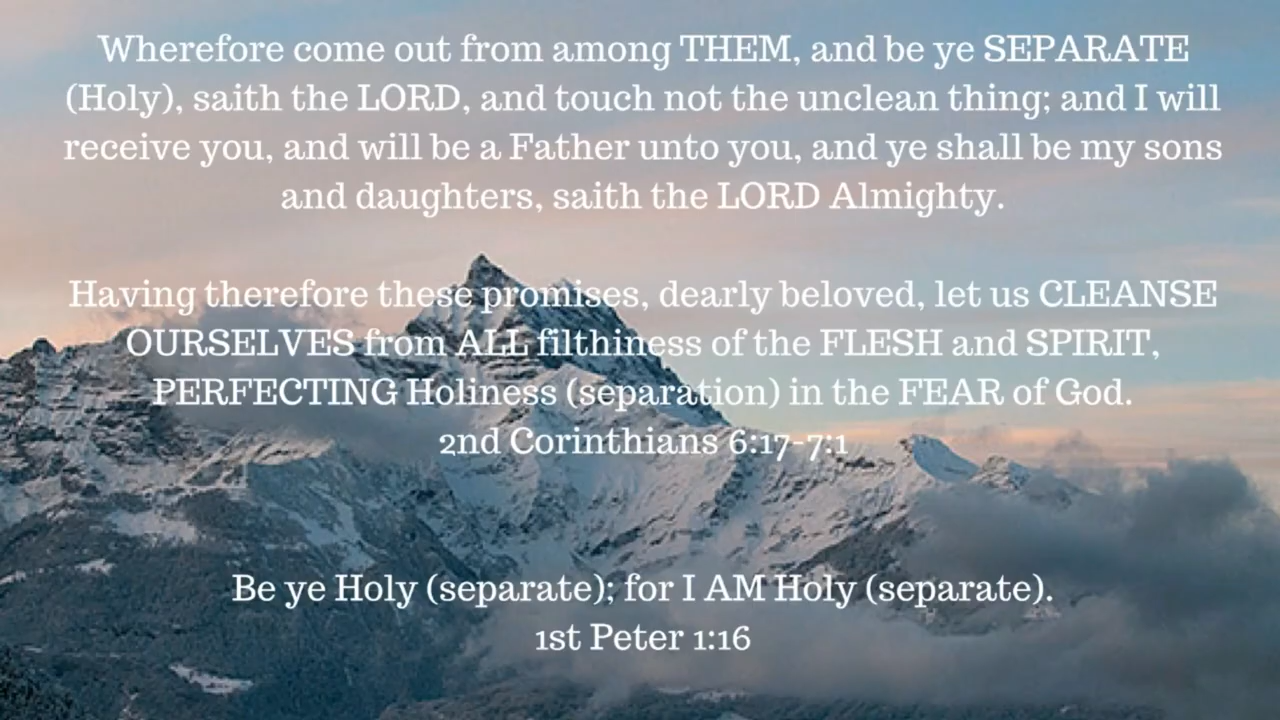 Wherefore come out from among THEM, and be ye SEPARATE
(Holy), saith the LORD, and touch not the unclean thing; and I will
receive you, and will be a Father unto you, and ye shall be my sons
and daughters, saith the LORD Almighty.
Having therefore these promises, dearly beloved, let us CLEANSE
OURSELVES from ALL filthiness of the FLESH and SPIRIT,
PERFECTING Holiness (separation) in the FEAR of God.
2nd Corinthians 6:17-7:1
Be ye Holy (separate); for I AM Holy (separate).
1st Peter 1:16